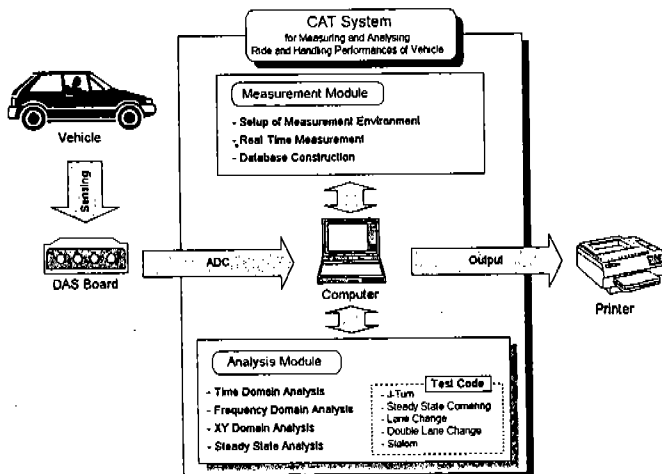 CAT System
for Measuring and Analysing
Ride and Handling Performances of Vehicle
Measurement Module
- Setup of Measurement Environment
- Real Time Measurement
- Database Construction
Vehicle
Sensing
DAS Board
ADC
Computer
Output
Printer
Analysis Module
- Time Domain Analysis
- Frequency Domain Analysis
- XY Domain Analysis
- Steady State Analysis
Test Code
- J-Turn
- Steady State Cornering
- Lane Change
- Double Lane Change
- Slalom